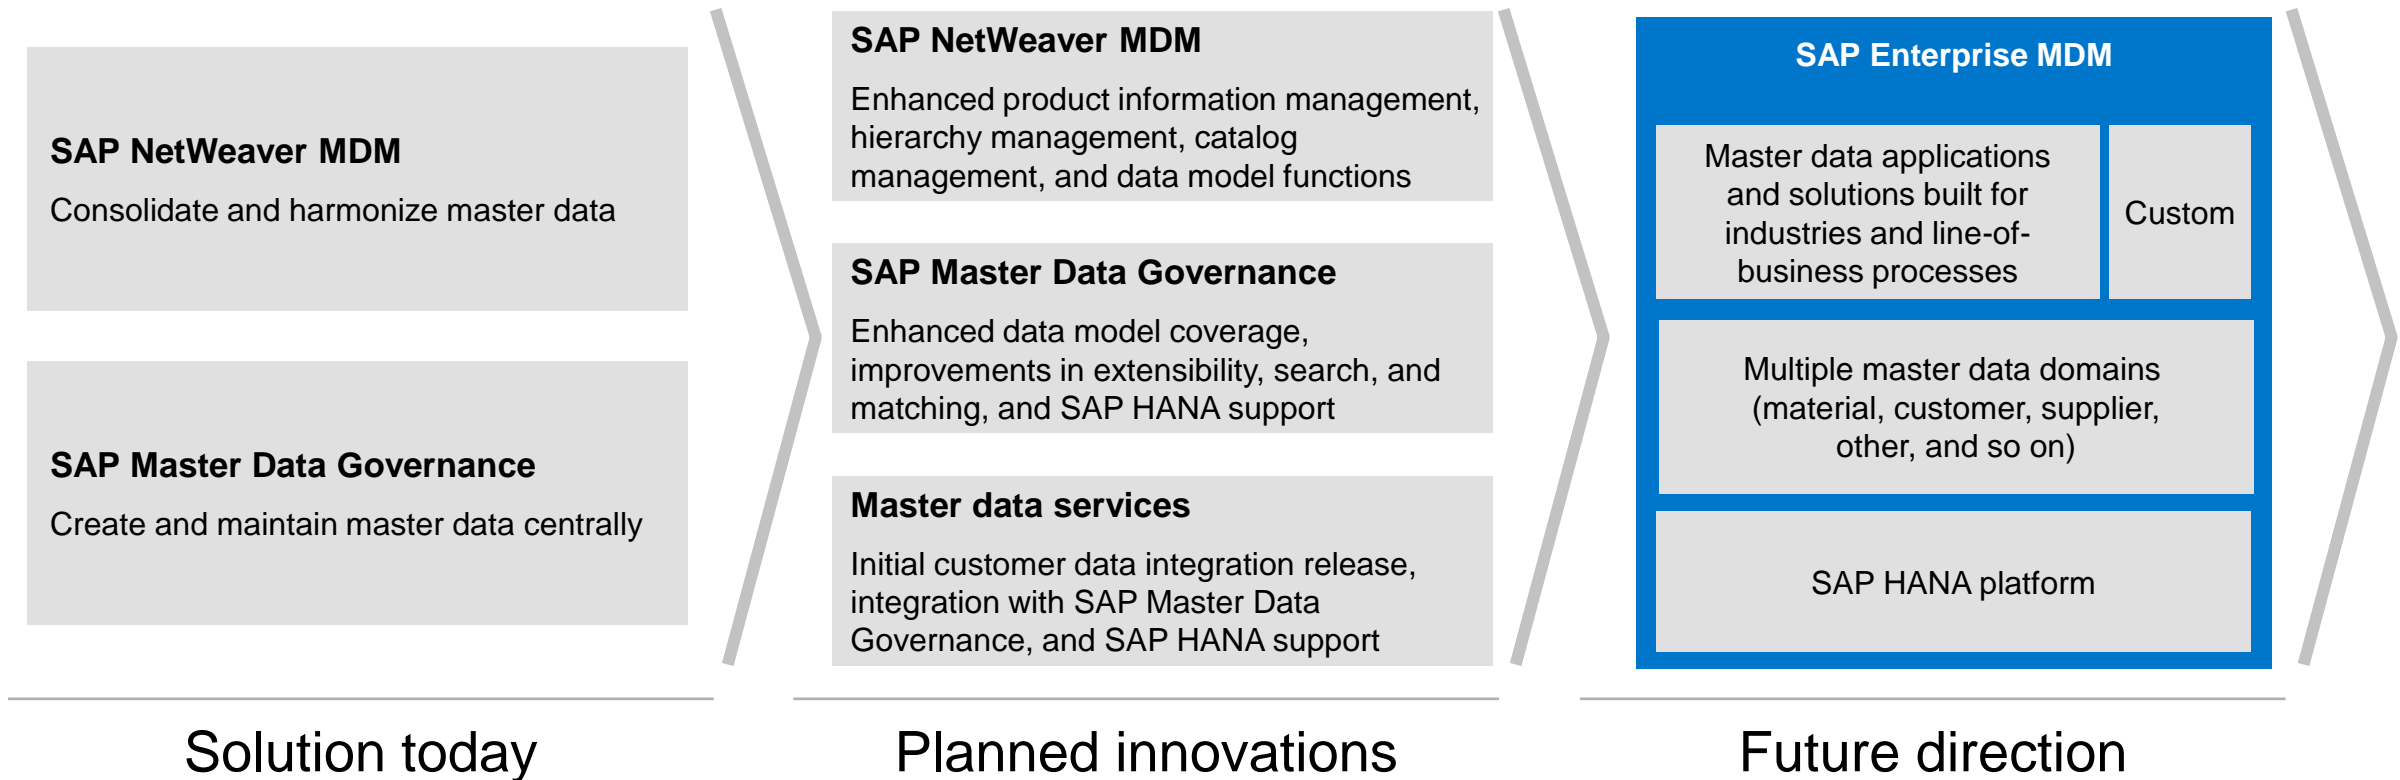 SAP NetWeaver MDM
Consolidate and harmonize master data
SAP Master Data Governance
Create and maintain master data centrally
Solution today
SAP NetWeaver MDM
Enhanced product information management,
hierarchy management, catalog
management, and data model functions
SAP Master Data Governance
Enhanced data model coverage,
improvements in extensibility, search, and
matching, and SAP HANA support
Master data services
Initial customer data integration release,
integration with SAP Master Data
Governance, and SAP HANA support
Planned innovations
SAP Enterprise MDM
Master data applications
and solutions built for
industries and line-of-
business processes
Custom
Multiple master data domains
(material, customer, supplier,
other, and so on)
SAP HANA platform
Future direction